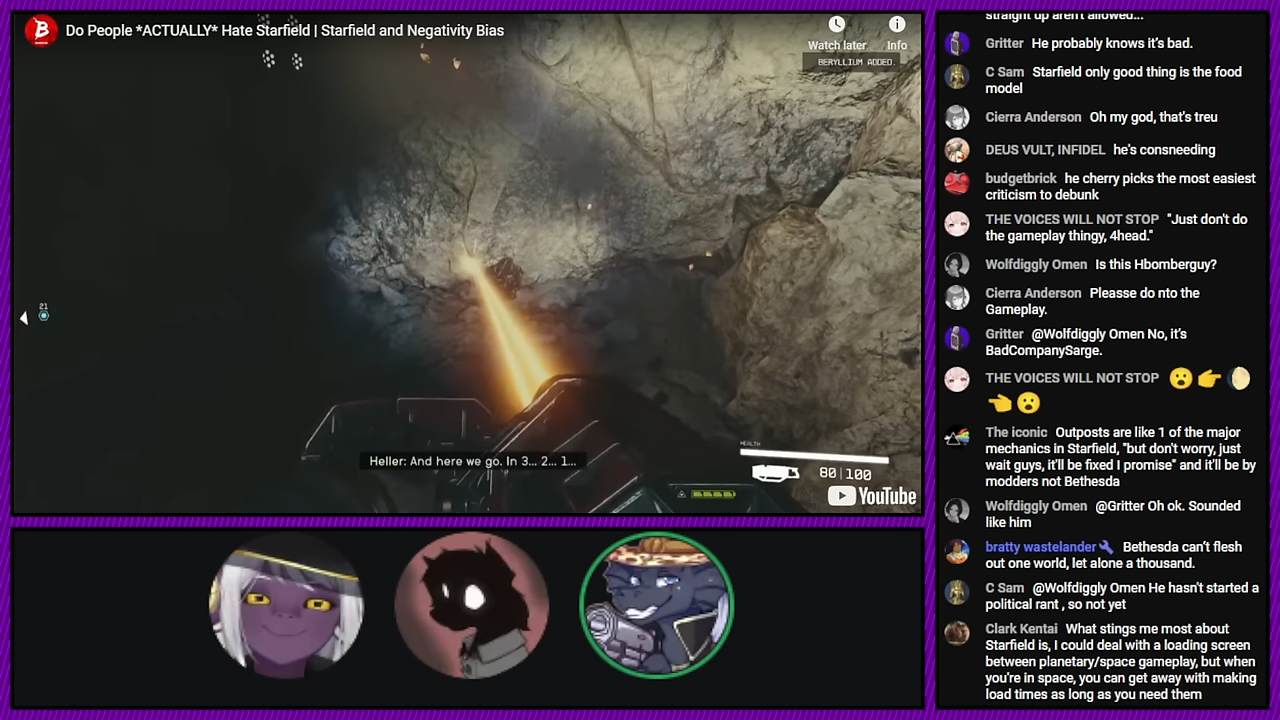 Do People *ACTUALLY* Hate Starfield | Starfield and Negativity Bias
Watch later
Info
BERYLLIUM ADDED.
21
Heller: And here we go. In 3... 2... 1...
HEALTH
80|100
YouTube
straight up aren't allowed...
Gritter He probably knows it's bad.
C Sam Starfield only good thing is the food
model
Cierra Anderson Oh my god, that's treu
DEUS VULT, INFIDEL he's consneeding
budgetbrick he cherry picks the most easiest
criticism to debunk
THE VOICES WILL NOT STOP "Just don't do
the gameplay thingy, 4head."
Wolfdiggly Omen Is this Hbomberguy?
Cierra Anderson Pleasse do nto the
Gameplay.
Gritter @Wolfdiggly Omen No, it's
BadCompanySarge.
THE VOICES WILL NOT STOP 😮👉🌔
👈😮
The iconic Outposts are like 1 of the major
mechanics in Starfield, "but don't worry, just
wait guys, it'll be fixed I promise" and it'll be by
modders not Bethesda
Wolfdiggly Omen @Gritter Oh ok. Sounded
like him
bratty wastelander Bethesda can't flesh
out one world, let alone a thousand.
C Sam @Wolfdiggly Omen He hasn't started a
political rant , so not yet
Clark Kentai What stings me most about
Starfield is, I could deal with a loading screen
between planetary/space gameplay, but when
you're in space, you can get away with making
load times as long as you need them